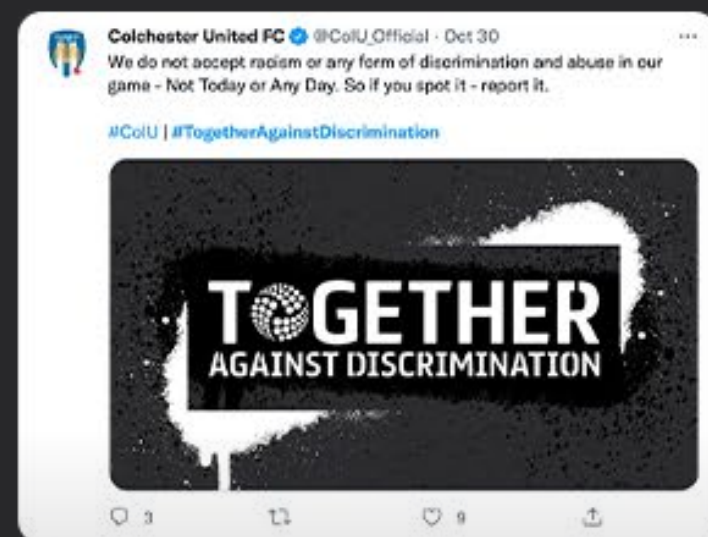 Colchester United FC @ColU_Official · Oct 30
We do not accept racism or any form of discrimination and abuse in our
game - Not Today or Any Day. So if you spot it - report it.
#ColU | #TogetherAgainstDiscrimination
TOGETHER
AGAINST DISCRIMINATION
3 9